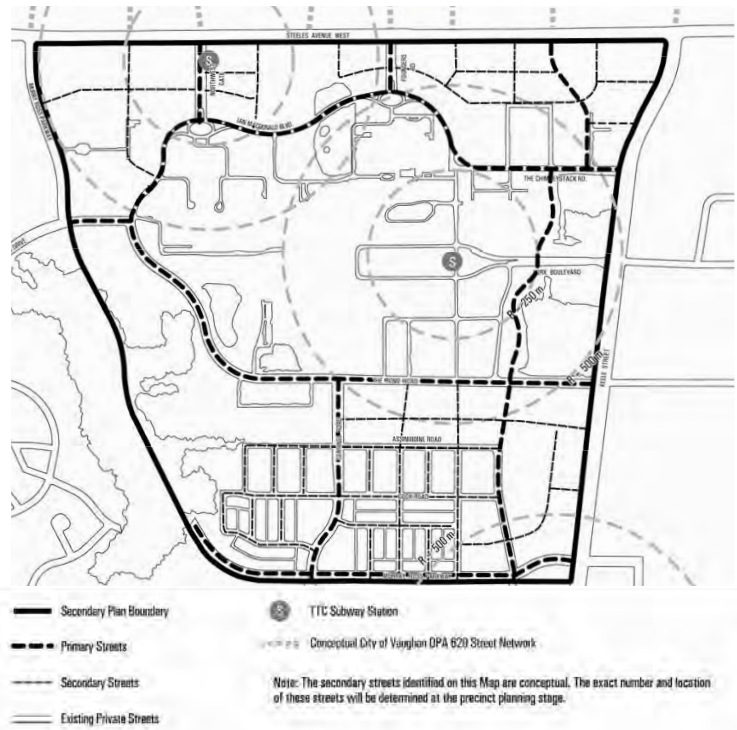 STEELES AVENUE WEST
S
IAN MACDONALD BLVD
THE CHIMNEYSTACK RD.
S
YORK BOULEVARD
R = 250 m
R = 500 m
KEELE STREET
THE POND ROAD
ASSINIBOINE ROAD
R = 500 m
Secondary Plan Boundary
Primary Streets
Secondary Streets
Existing Private Streets
S
TTC Subway Station
Conceptual City of Vaughan OPA 620 Street Network
Note: The secondary streets identified on this Map are conceptual. The exact number and location
of these streets will be determined at the precinct planning stage.